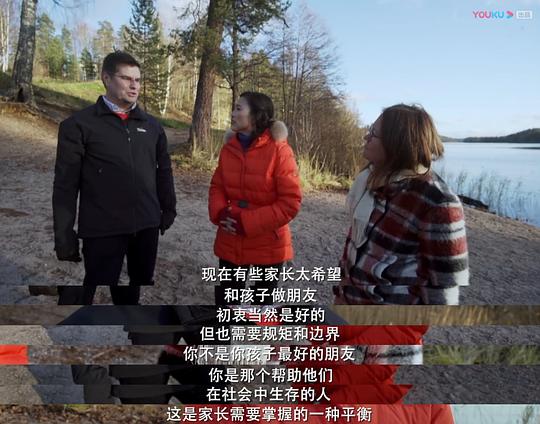 YOUKU 出品
现在有些家长太希望
和孩子做朋友
初衷当然是好的
但也需要规矩和边界
你不是你孩子最好的朋友
你是那个帮助他们
在社会中生存的人
这是家长需要掌握的一种平衡